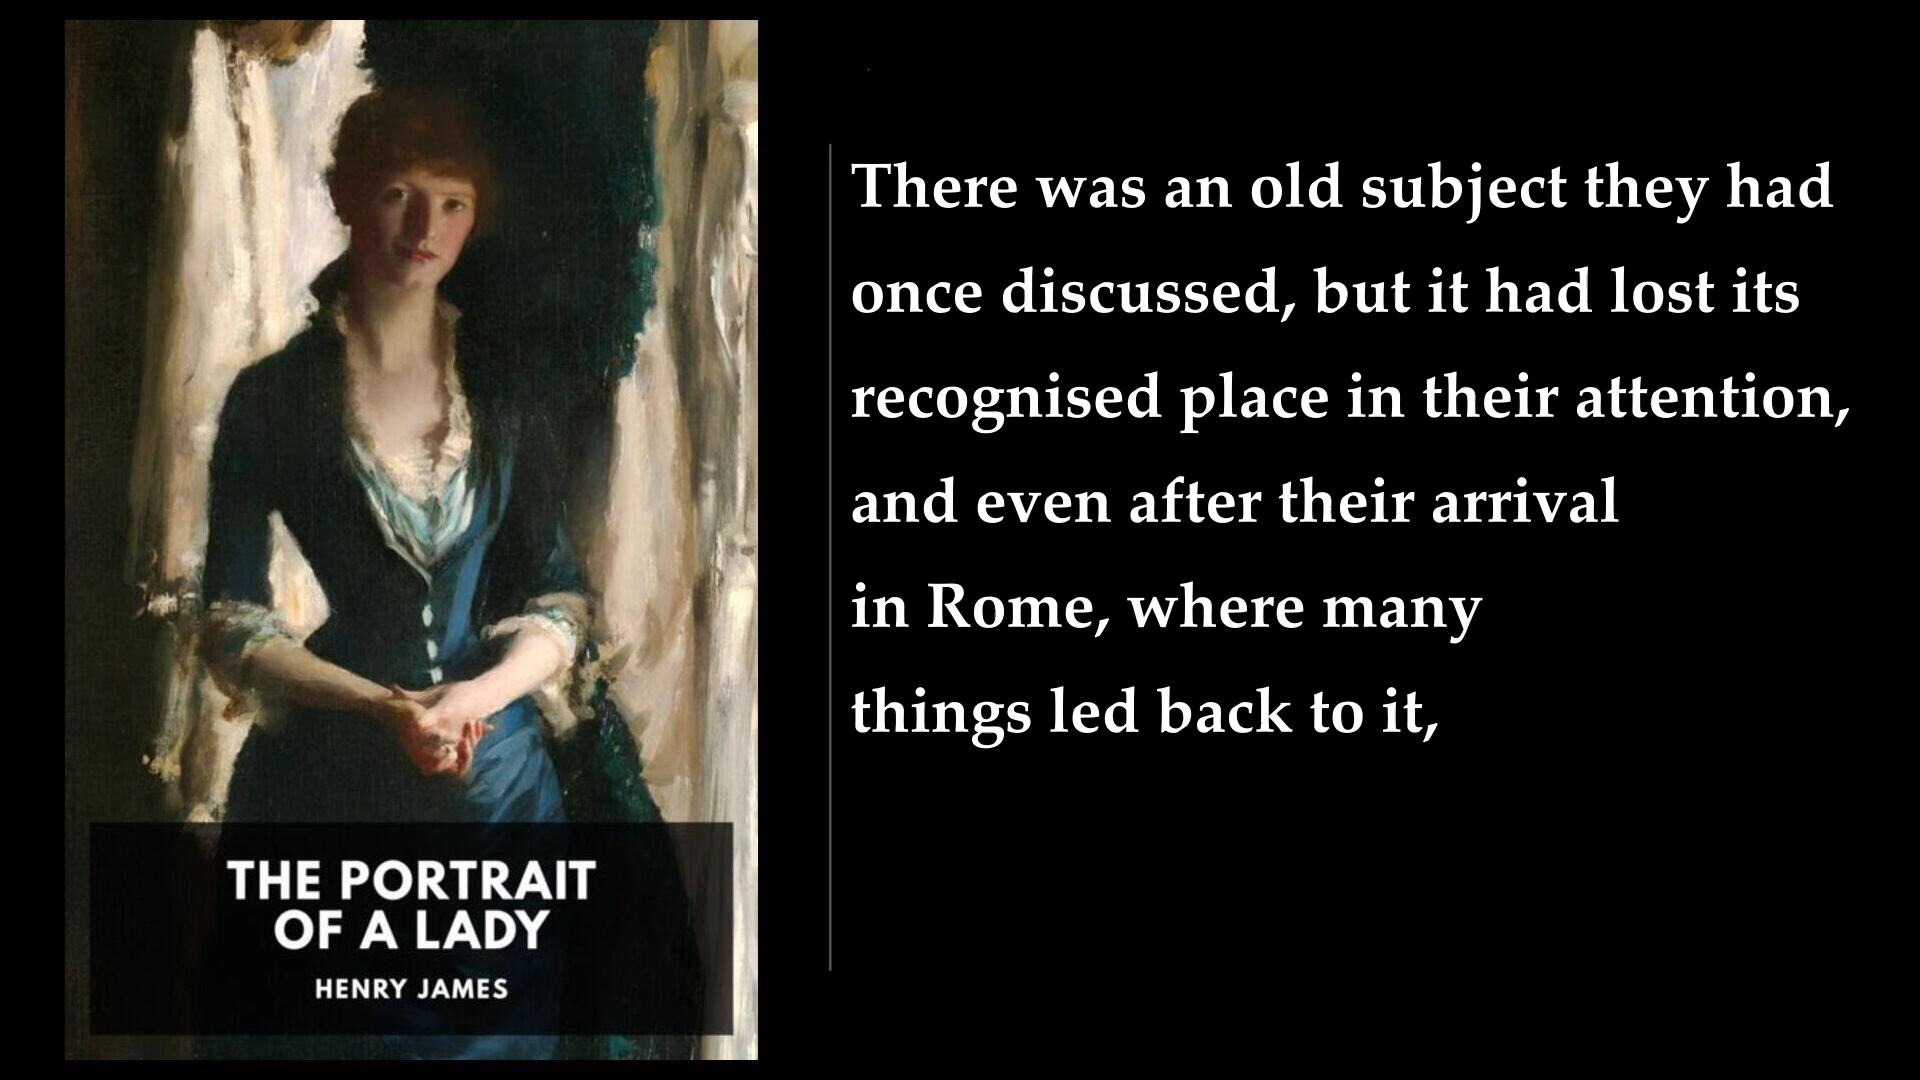 THE PORTRAIT
OF A LADY
HENRY JAMES
There was an old subject they had
once discussed, but it had lost its
recognised place in their attention,
and even after their arrival
in Rome, where many
things led back to it,